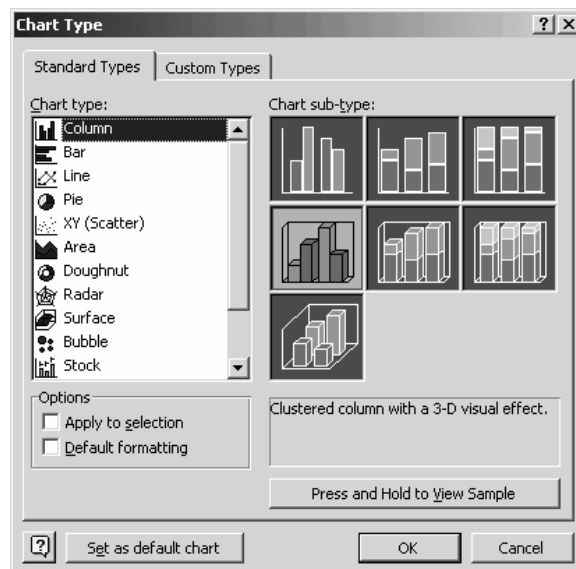 Chart Type
Standard Types
Custom Types
Chart type:
Column
Bar
Line
Pie
XY (Scatter)
Area
Doughnut
Radar
Surface
Bubble
Stock
Chart sub-type:
Options
Apply to selection
Default formatting
Clustered column with a 3-D visual effect.
Press and Hold to View Sample
Set as default chart
OK
Cancel